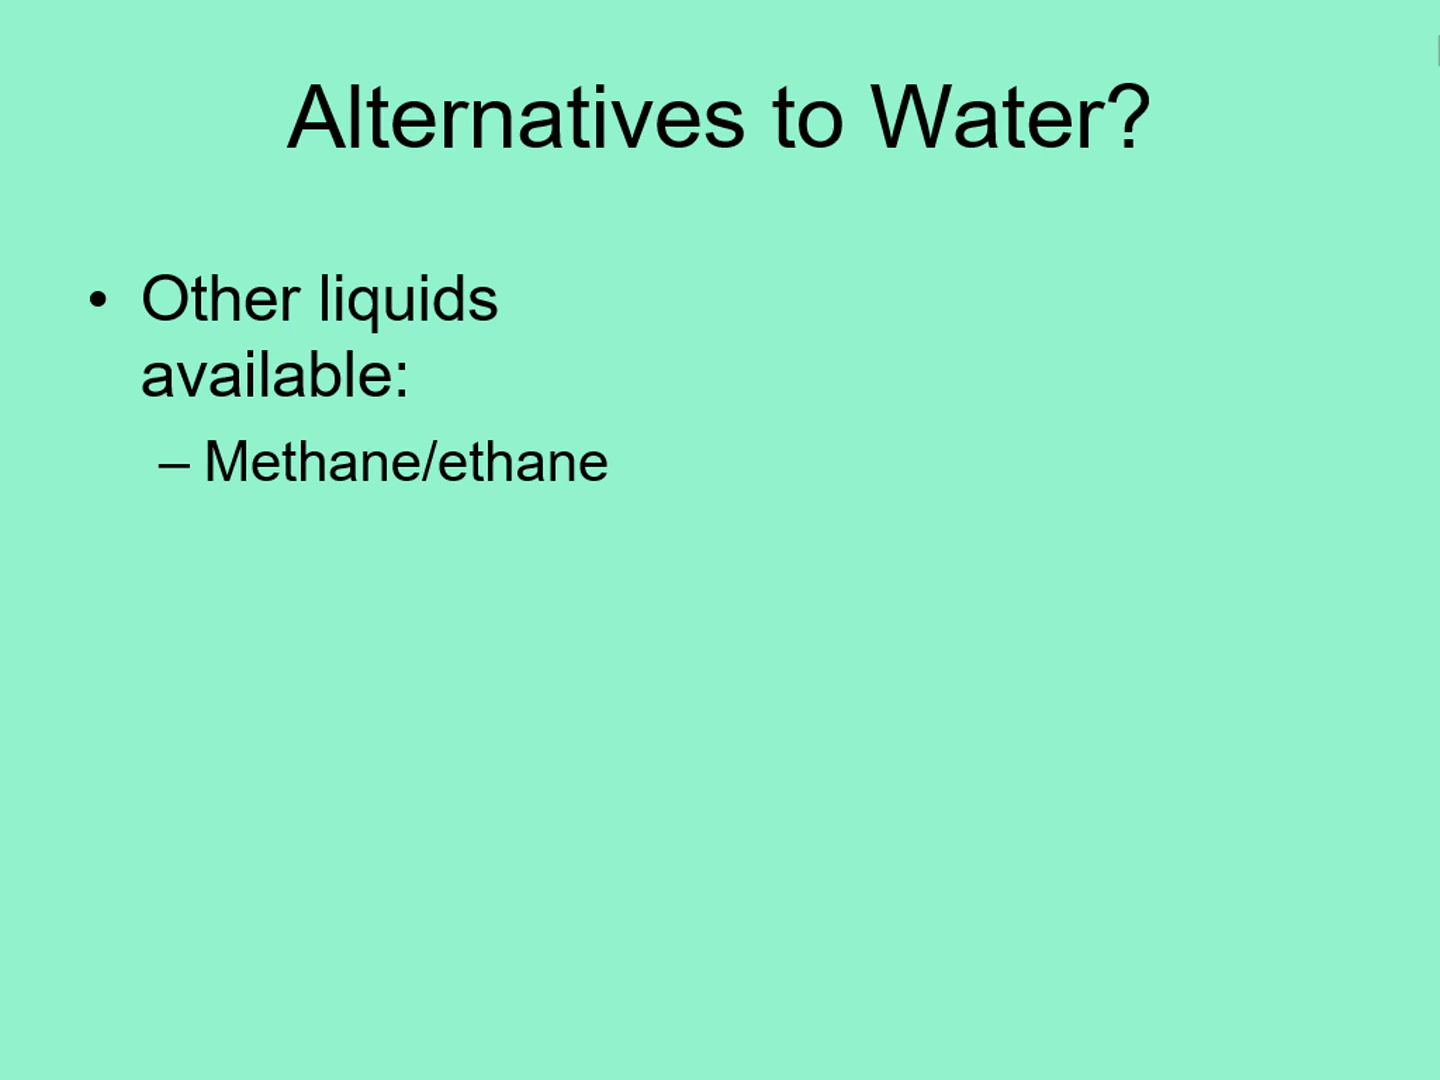 Alternatives to Water?
• Other liquids
available:
– Methane/ethane